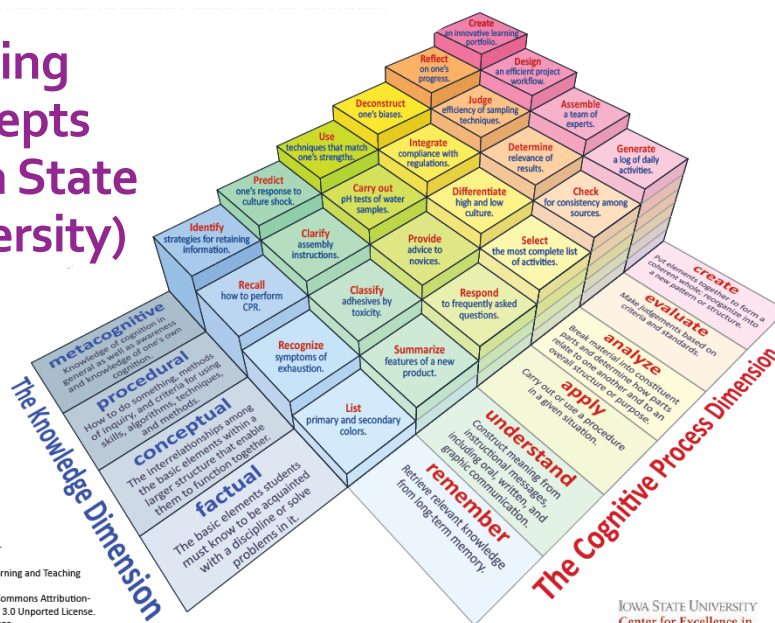 ing
epts
State
ersity)
Create
an innovative learning
portfolio.
Reflect
on one's
progress.
Design
an efficient project
workflow.
Deconstruct
one's biases.
Judge
efficiency of sampling
techniques.
Assemble
a team of
experts.
Use
techniques that match
one's strengths.
Integrate
compliance with
regulations.
Determine
relevance of
results.
Generate
a log of daily
activities.
Predict
one's response to
culture shock.
Carry out
pH tests of water
samples.
Differentiate
high and low
culture.
Check
for consistency among
sources.
Identify
strategies for retaining
information.
Clarify
assembly
instructions.
Provide
advice to
novices.
Select
the most complete list
of activities.
Recall
how to perform
CPR.
Classify
adhesives by
toxicity.
Respond
to frequently asked
questions.
Recognize
symptoms of
exhaustion.
Summarize
features of a new
product.
List
primary and secondary
colors.
metacognitive
Knowledge of cognition in
general as well as awareness
and knowledge of one's own
cognition.
procedural
How to do something, methods
of inquiry, and criteria for using
skills, algorithms, techniques,
and methods.
conceptual
The interrelationships among
the basic elements within a
larger structure that enable
them to function together.
factual
The basic elements students
must know to be acquainted
with a discipline or solve
problems in it.
The Knowledge Dimension
create
Put elements together to form a
coherent whole; reorganize into
a new pattern or structure.
evaluate
Make judgements based on
criteria and standards.
analyze
Break material into constituent
parts and determine how parts
relate to one another and to an
overall structure or purpose.
apply
Carry out or use a procedure
in a given situation.
understand
Construct meaning from
instructional messages,
including oral, written, and
graphic communication.
remember
Retrieve relevant knowledge
from long-term memory.
The Cognitive Process Dimension
rning and Teaching
ommons Attribution-
3.0 Unported License.
IOWA STATE UNIVERSITY
Center for Excellence in